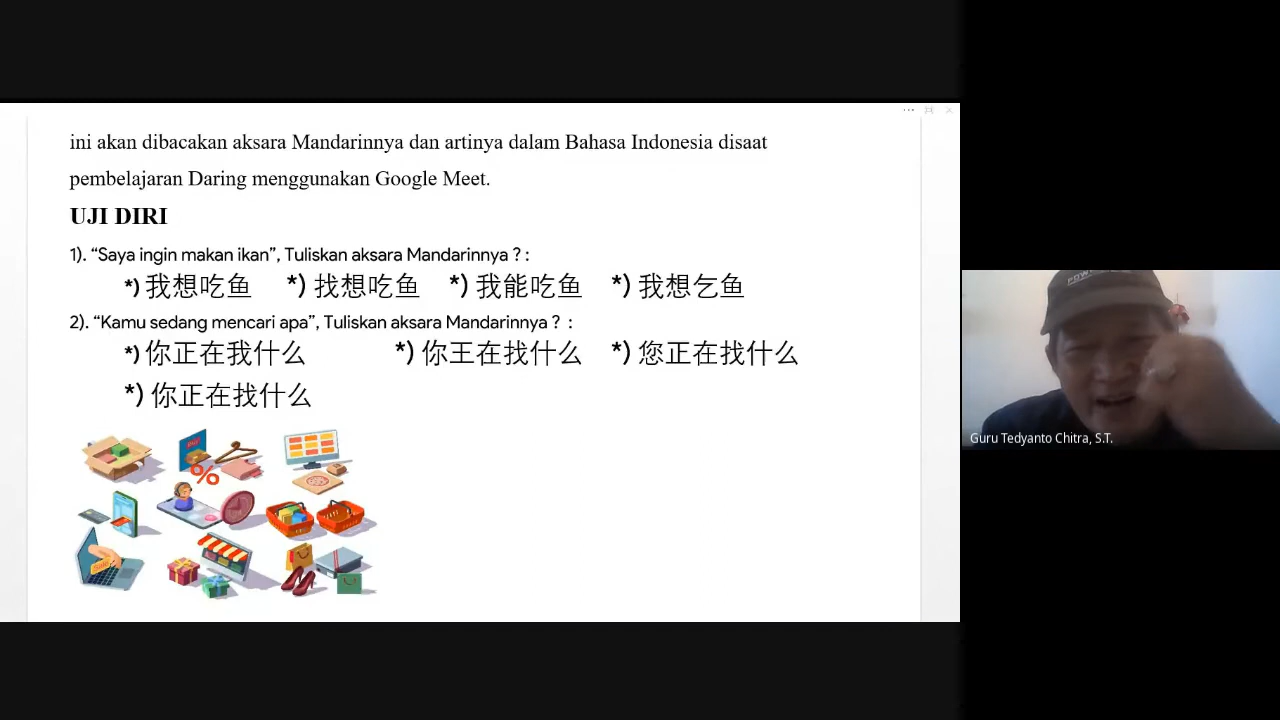 ini akan dibacakan aksara Mandarinnya dan artinya dalam Bahasa Indonesia disaat
pembelajaran Daring menggunakan Google Meet.
UJI DIRI
1). “Saya ingin makan ikan”, Tuliskan aksara Mandarinnya ? :
*) 我想吃鱼 *) 找想吃鱼 *) 我能吃鱼 *) 我想乞鱼
2). “Kamu sedang mencari apa”, Tuliskan aksara Mandarinnya ? :
*) 你正在我什么 *) 你王在找什么 *) 您正在找什么
*) 你正在找什么
%
Guru Tedyanto Chitra, S.T.